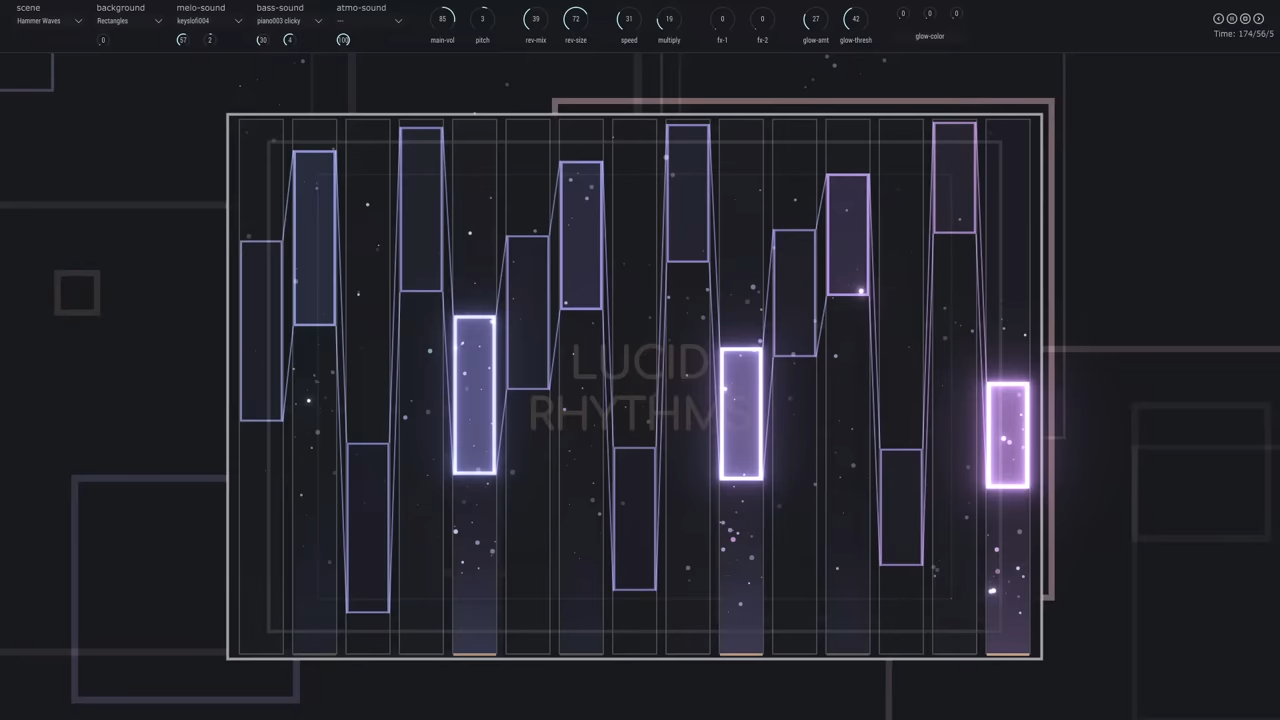 scene
Hammer Waves
background
Rectangles
0
melo-sound
keyslofi004
57
2
bass-sound
piano003 clicky
30
4
atmo-sound
---
100
85
main-vol
3
pitch
39
rev-mix
72
rev-size
31
speed
19
multiply
0
fx-1
0
fx-2
27
glow-amt
42
glow-thresh
0
0
0
glow-color
Time: 174/56/5
LUCID
RHYTHMS